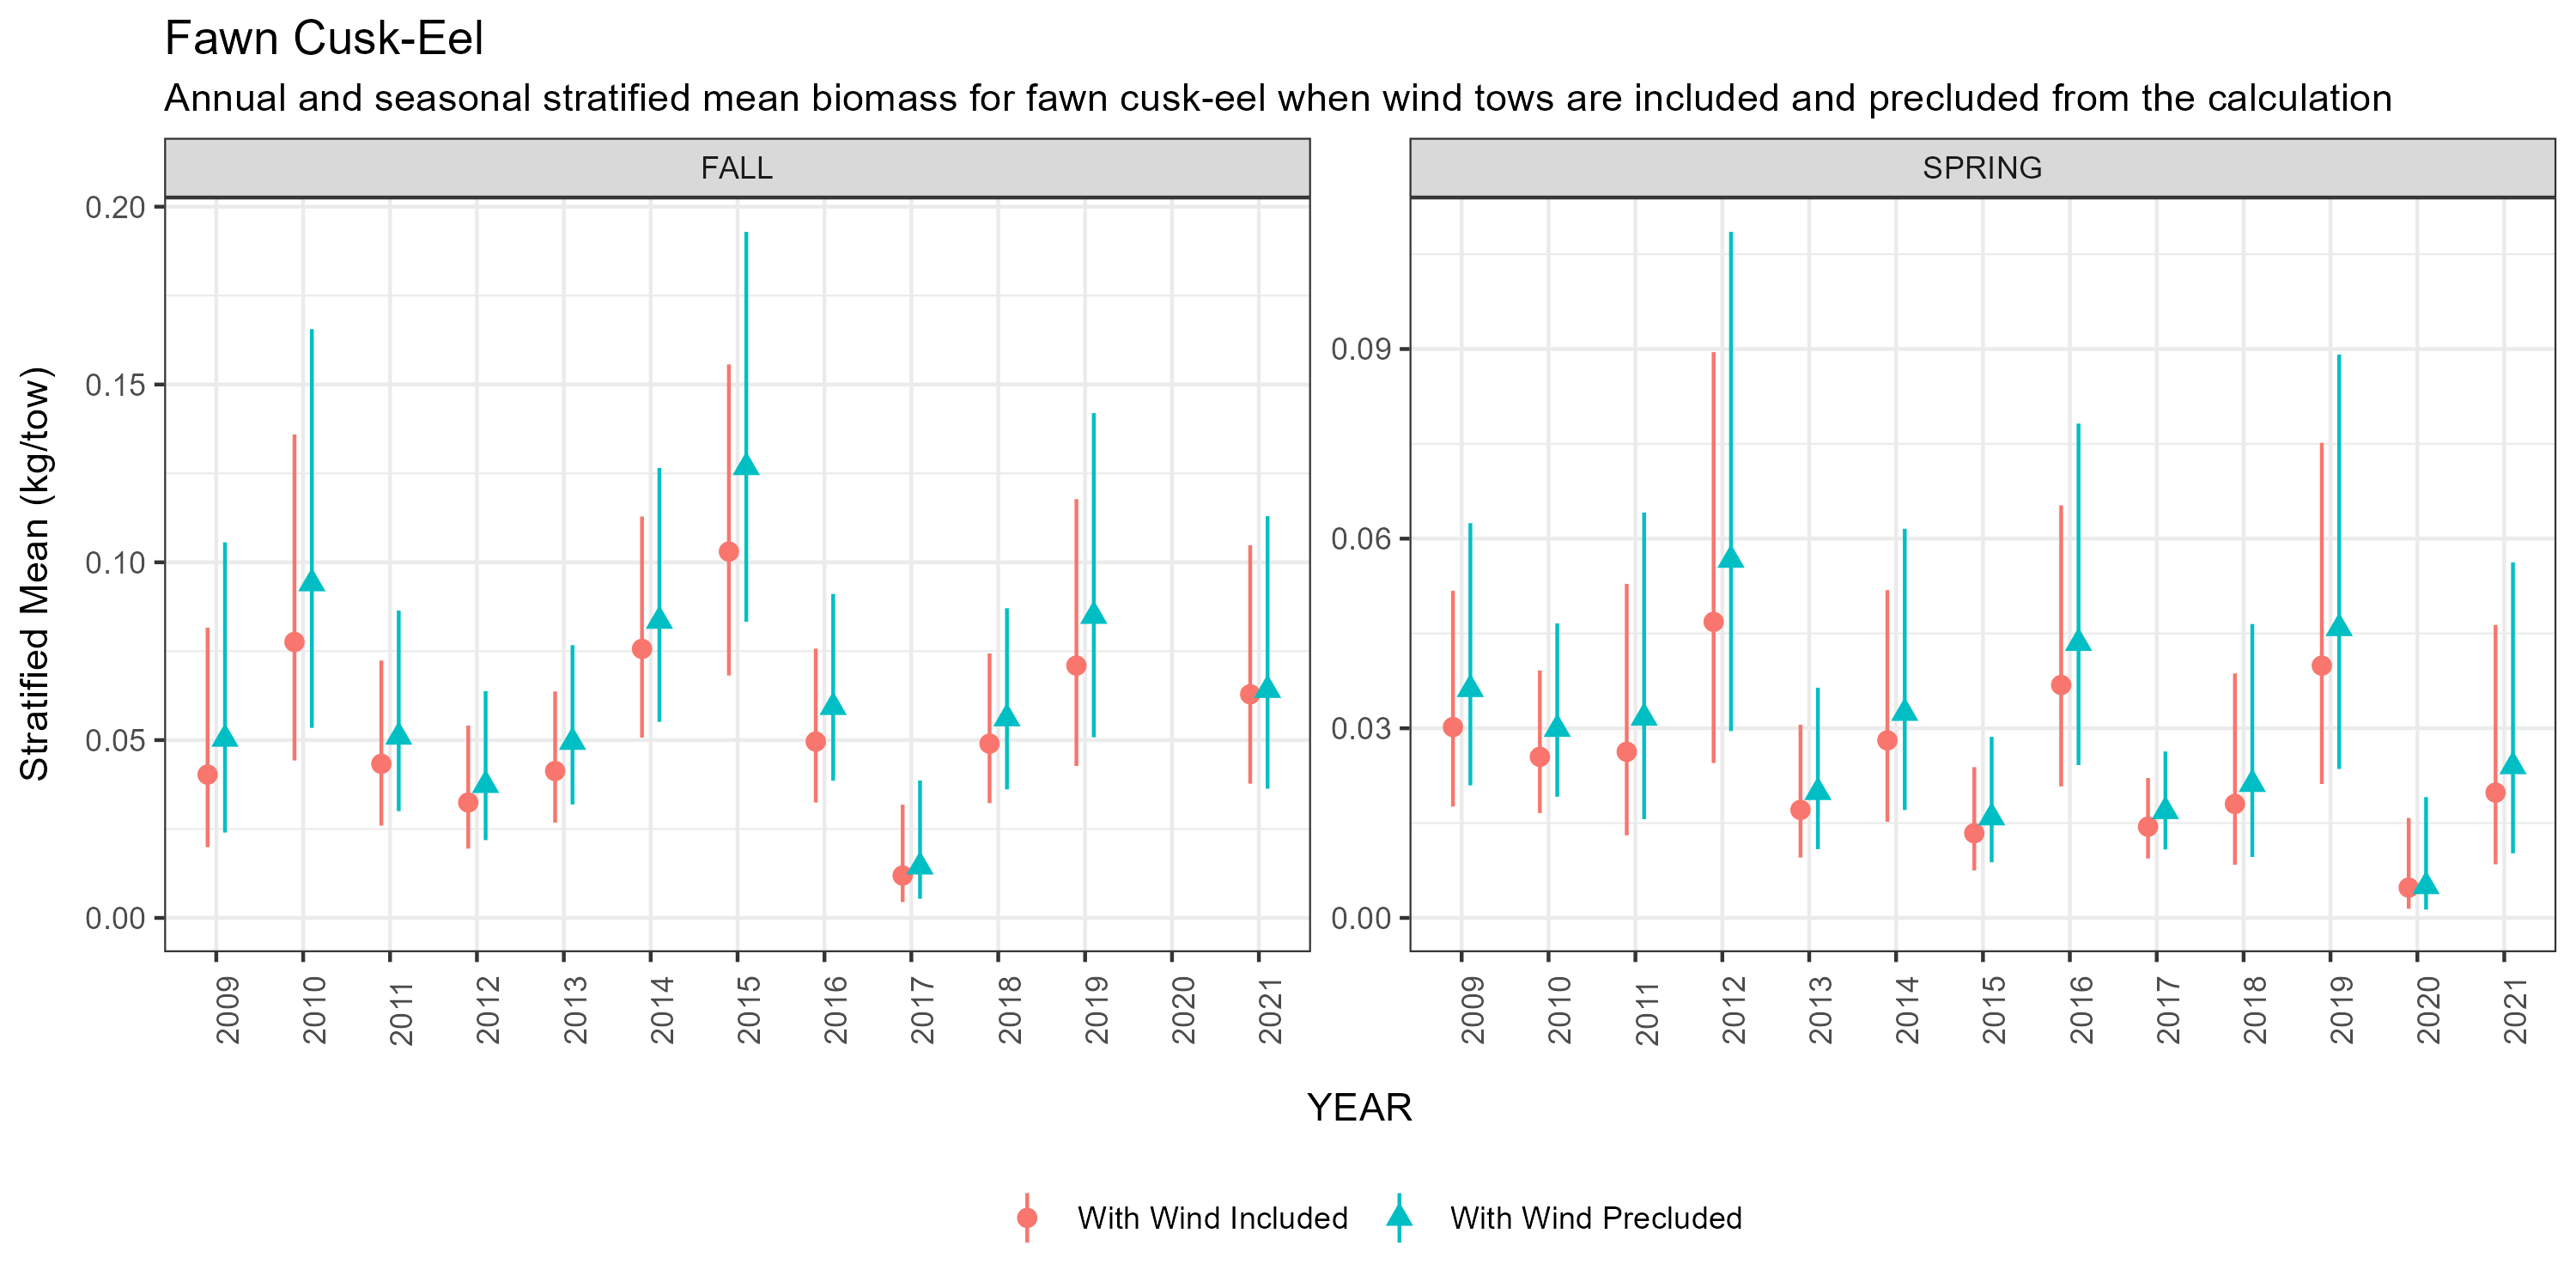 Fawn Cusk-Eel
Annual and seasonal stratified mean biomass for fawn cusk-eel when wind tows are included and precluded from the calculation
FALL
SPRING
Stratified Mean (kg/tow)
0.20
0.15
0.10
0.05
0.00
0.09
0.06
0.03
0.00
2009 2010 2011 2012 2013 2014 2015 2016 2017 2018 2019 2020 2021
2009 2010 2011 2012 2013 2014 2015 2016 2017 2018 2019 2020 2021
YEAR
With Wind Included
With Wind Precluded